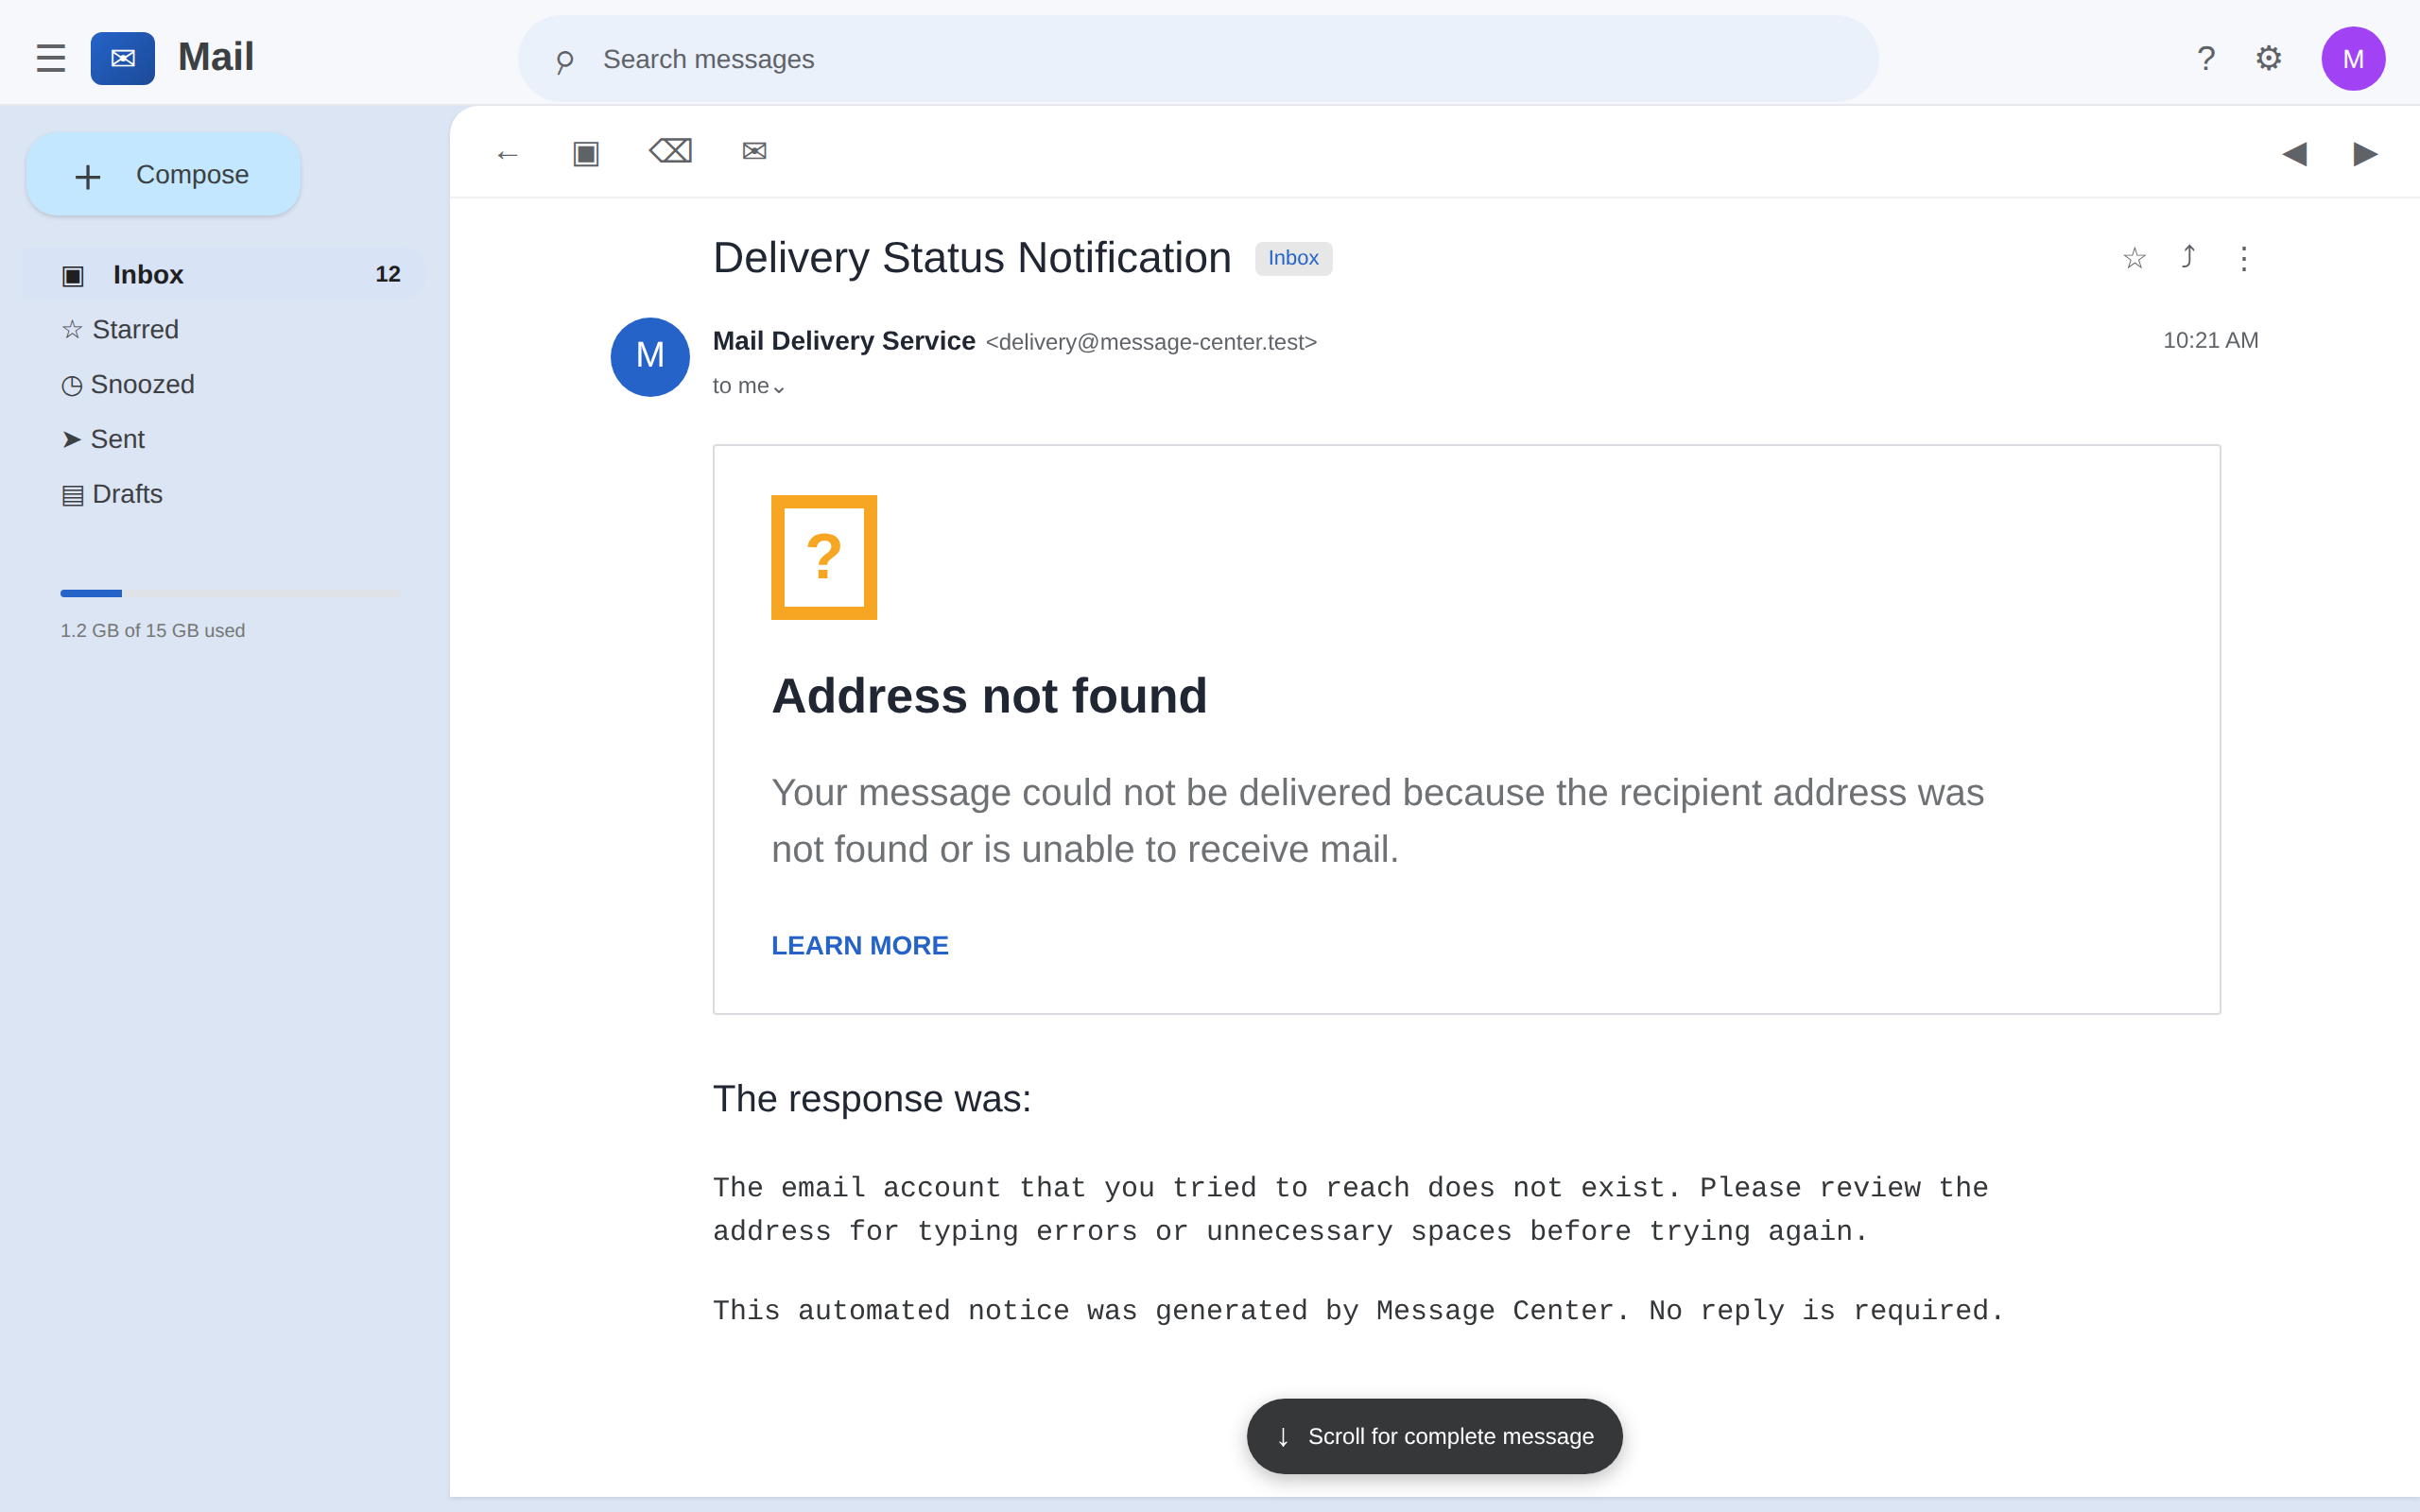 Mail
Search messages
?
M
Compose
Inbox 12
Starred
Snoozed
Sent
Drafts
1.2 GB of 15 GB used
Delivery Status Notification Inbox
M
Mail Delivery Service <delivery@message-center.test> 10:21 AM
to me
?
Address not found
Your message could not be delivered because the recipient address was
not found or is unable to receive mail.
LEARN MORE
The response was:
The email account that you tried to reach does not exist. Please review the
address for typing errors or unnecessary spaces before trying again.
This automated notice was generated by Message Center. No reply is required.
Scroll for complete message